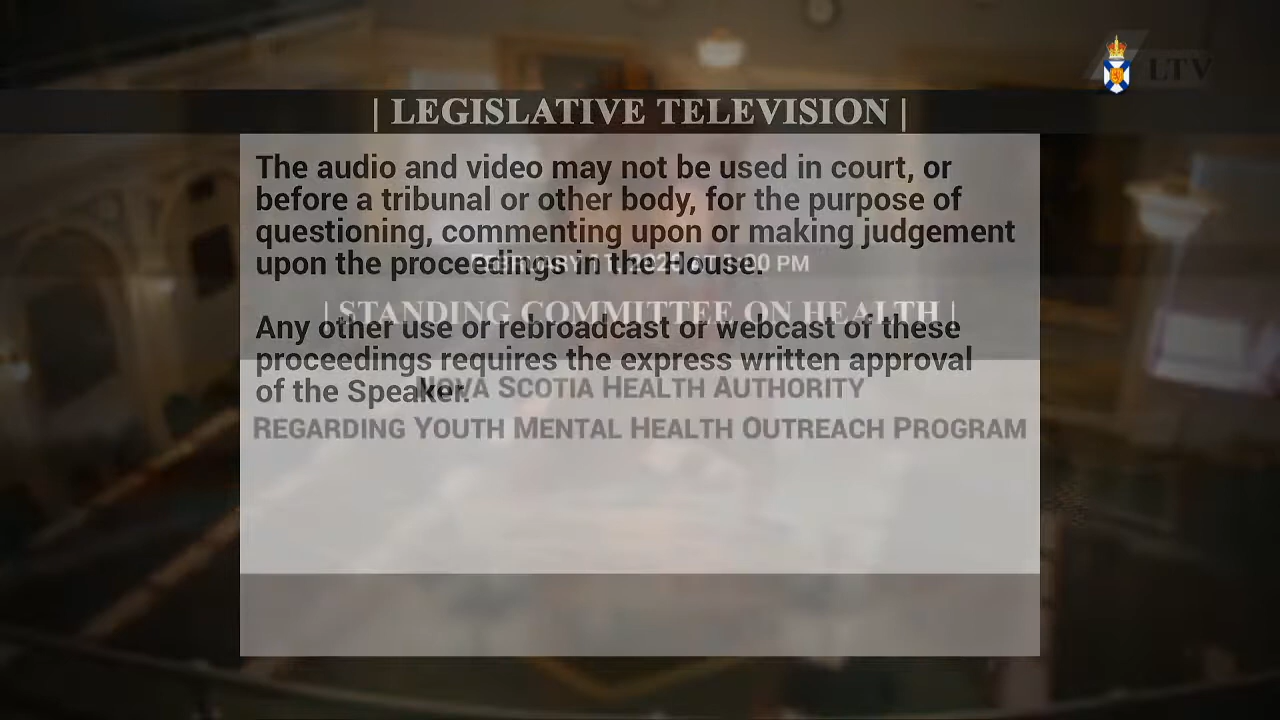 LTV
| LEGISLATIVE TELEVISION |
The audio and video may not be used in court, or
before a tribunal or other body, for the purpose of
questioning, commenting upon or making judgement
upon the proceedings in the House.
FEBRUARY PM
| STANDING COMMITTEE ON HEALTH |
Any other use or rebroadcast or webcast of these
proceedings requires the express written approval
of the Speaker.
SCOTIA HEALTH AUTHORITY
REGARDING YOUTH MENTAL HEALTH OUTREACH PROGRAM